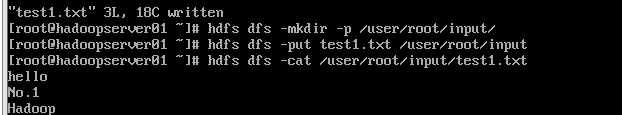 "test1.txt" 3L, 18C written
[root@hadoopserver01 ~]# hdfs dfs -mkdir -p /user/root/input/
[root@hadoopserver01 ~]# hdfs dfs -put test1.txt /user/root/input
[root@hadoopserver01 ~]# hdfs dfs -cat /user/root/input/test1.txt
hello
No.1
Hadoop